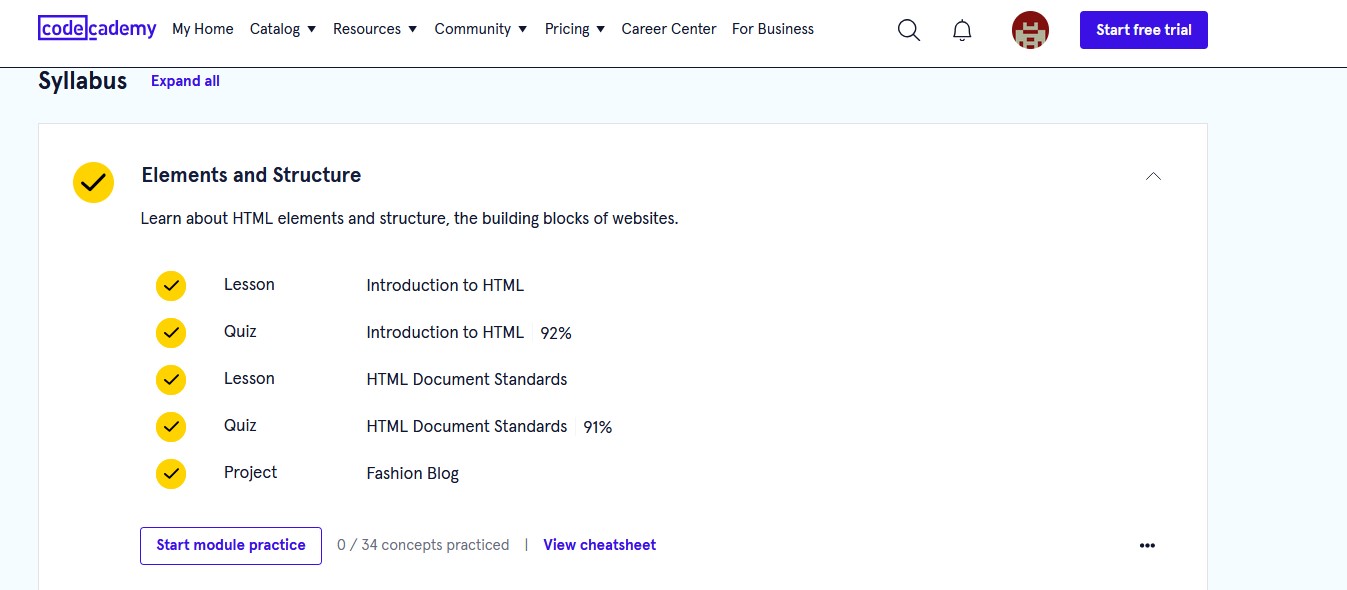 codecademy My Home Catalog Resources Community Pricing Career Center For Business Start free trial
Syllabus Expand all
Elements and Structure
Learn about HTML elements and structure, the building blocks of websites.
Lesson Introduction to HTML
Quiz Introduction to HTML 92%
Lesson HTML Document Standards
Quiz HTML Document Standards 91%
Project Fashion Blog
Start module practice 0 / 34 concepts practiced | View cheatsheet